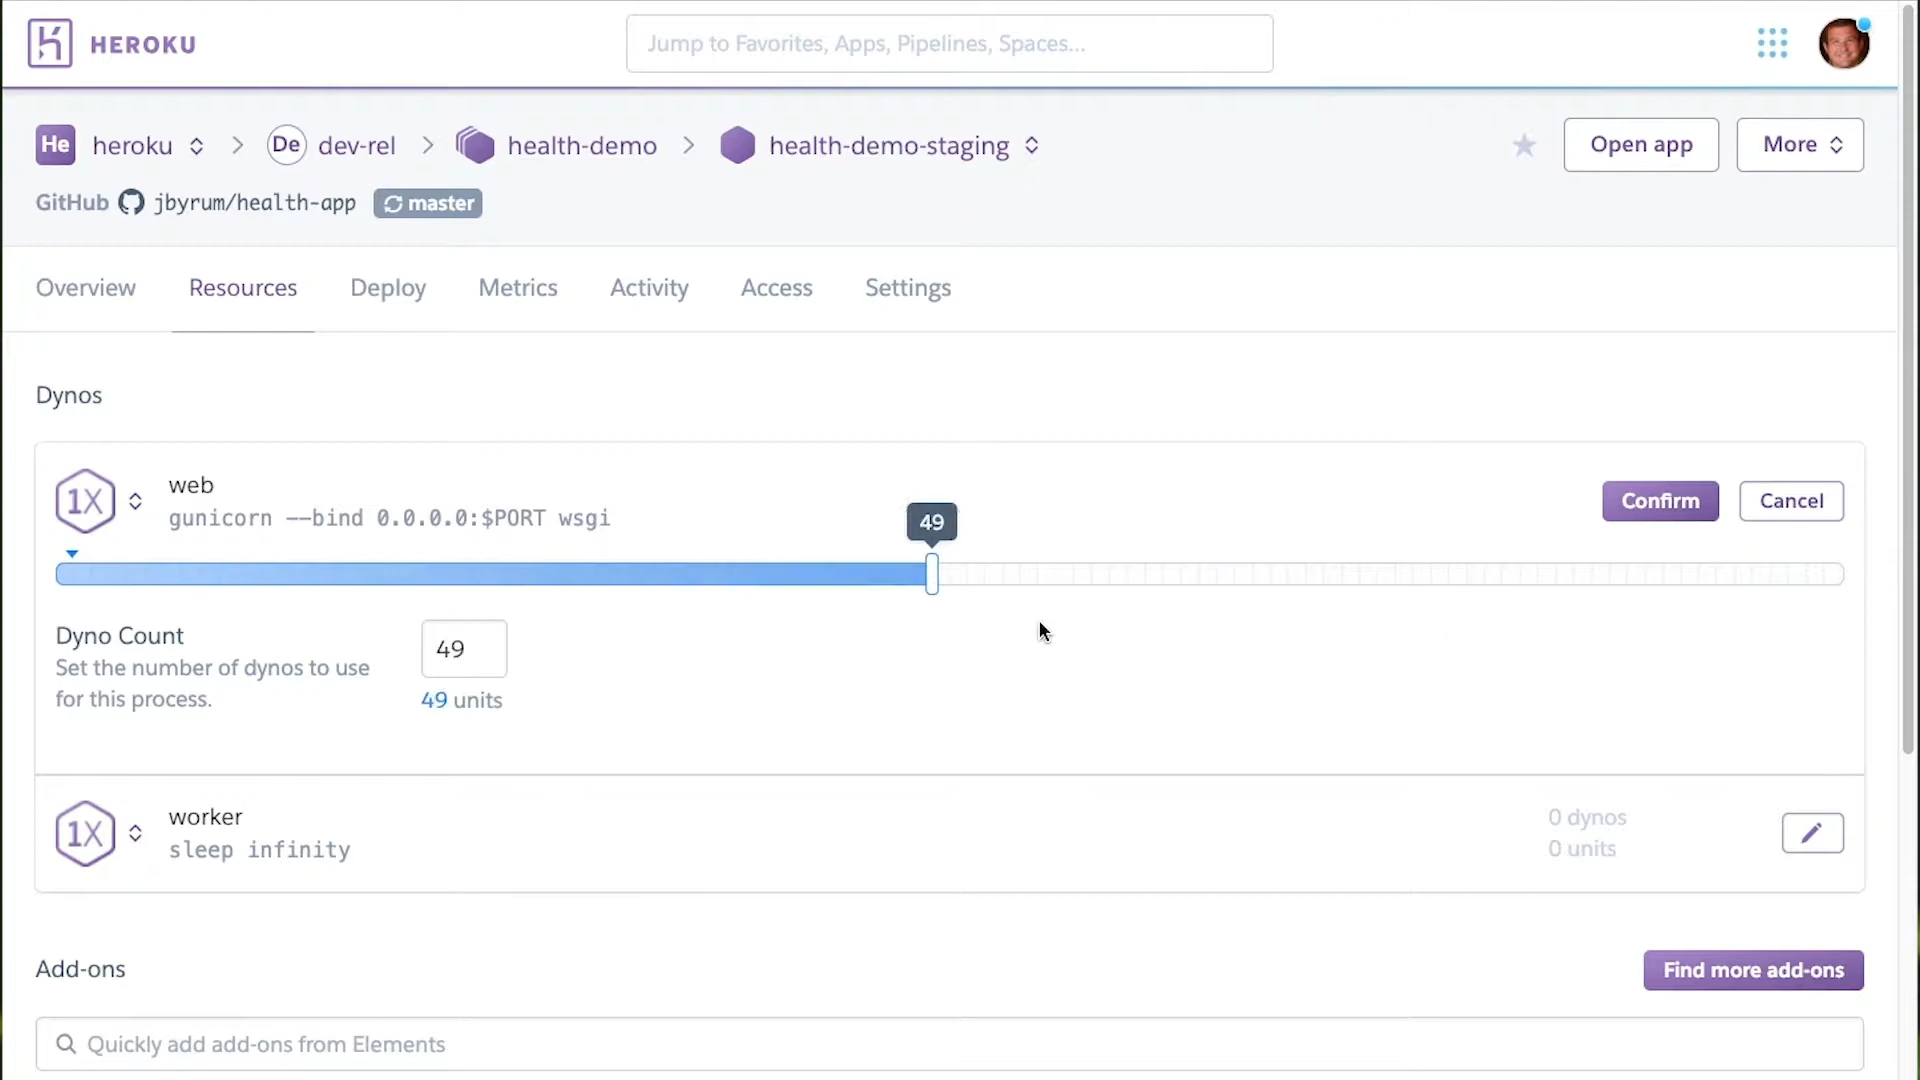 HEROKU
Jump to Favorites, Apps, Pipelines, Spaces...
He heroku De dev-rel health-demo health-demo-staging
Open app More
GitHub jbyrum/health-app master
Overview Resources Deploy Metrics Activity Access Settings
Dynos
1X web
gunicorn --bind 0.0.0.0:$PORT wsgi
Confirm Cancel
49
Dyno Count
Set the number of dynos to use
for this process.
49
49 units
1X worker
sleep infinity
0 dynos
0 units
Add-ons
Find more add-ons
Quickly add add-ons from Elements